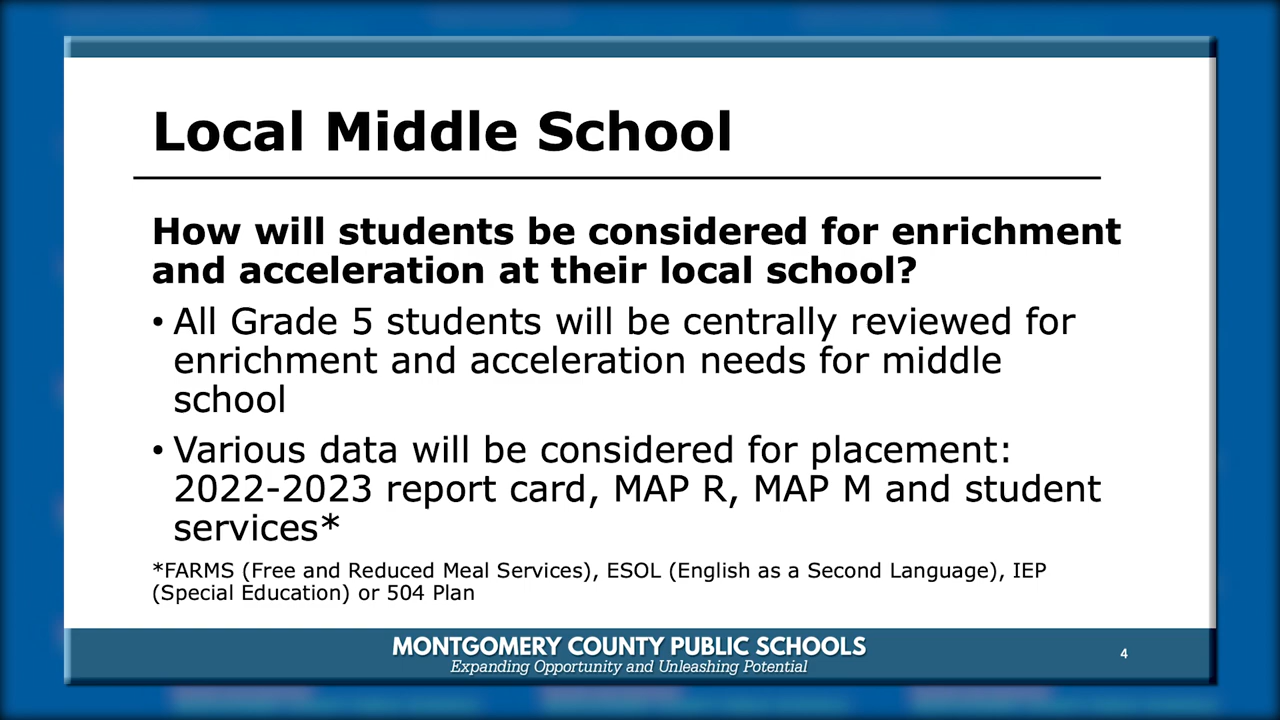 Local Middle School
How will students be considered for enrichment
and acceleration at their local school?
• All Grade 5 students will be centrally reviewed for
enrichment and acceleration needs for middle
school
• Various data will be considered for placement:
2022-2023 report card, MAP R, MAP M and student
services*
*FARMS (Free and Reduced Meal Services), ESOL (English as a Second Language), IEP
(Special Education) or 504 Plan
MONTGOMERY COUNTY PUBLIC SCHOOLS
Expanding Opportunity and Unleashing Potential
4